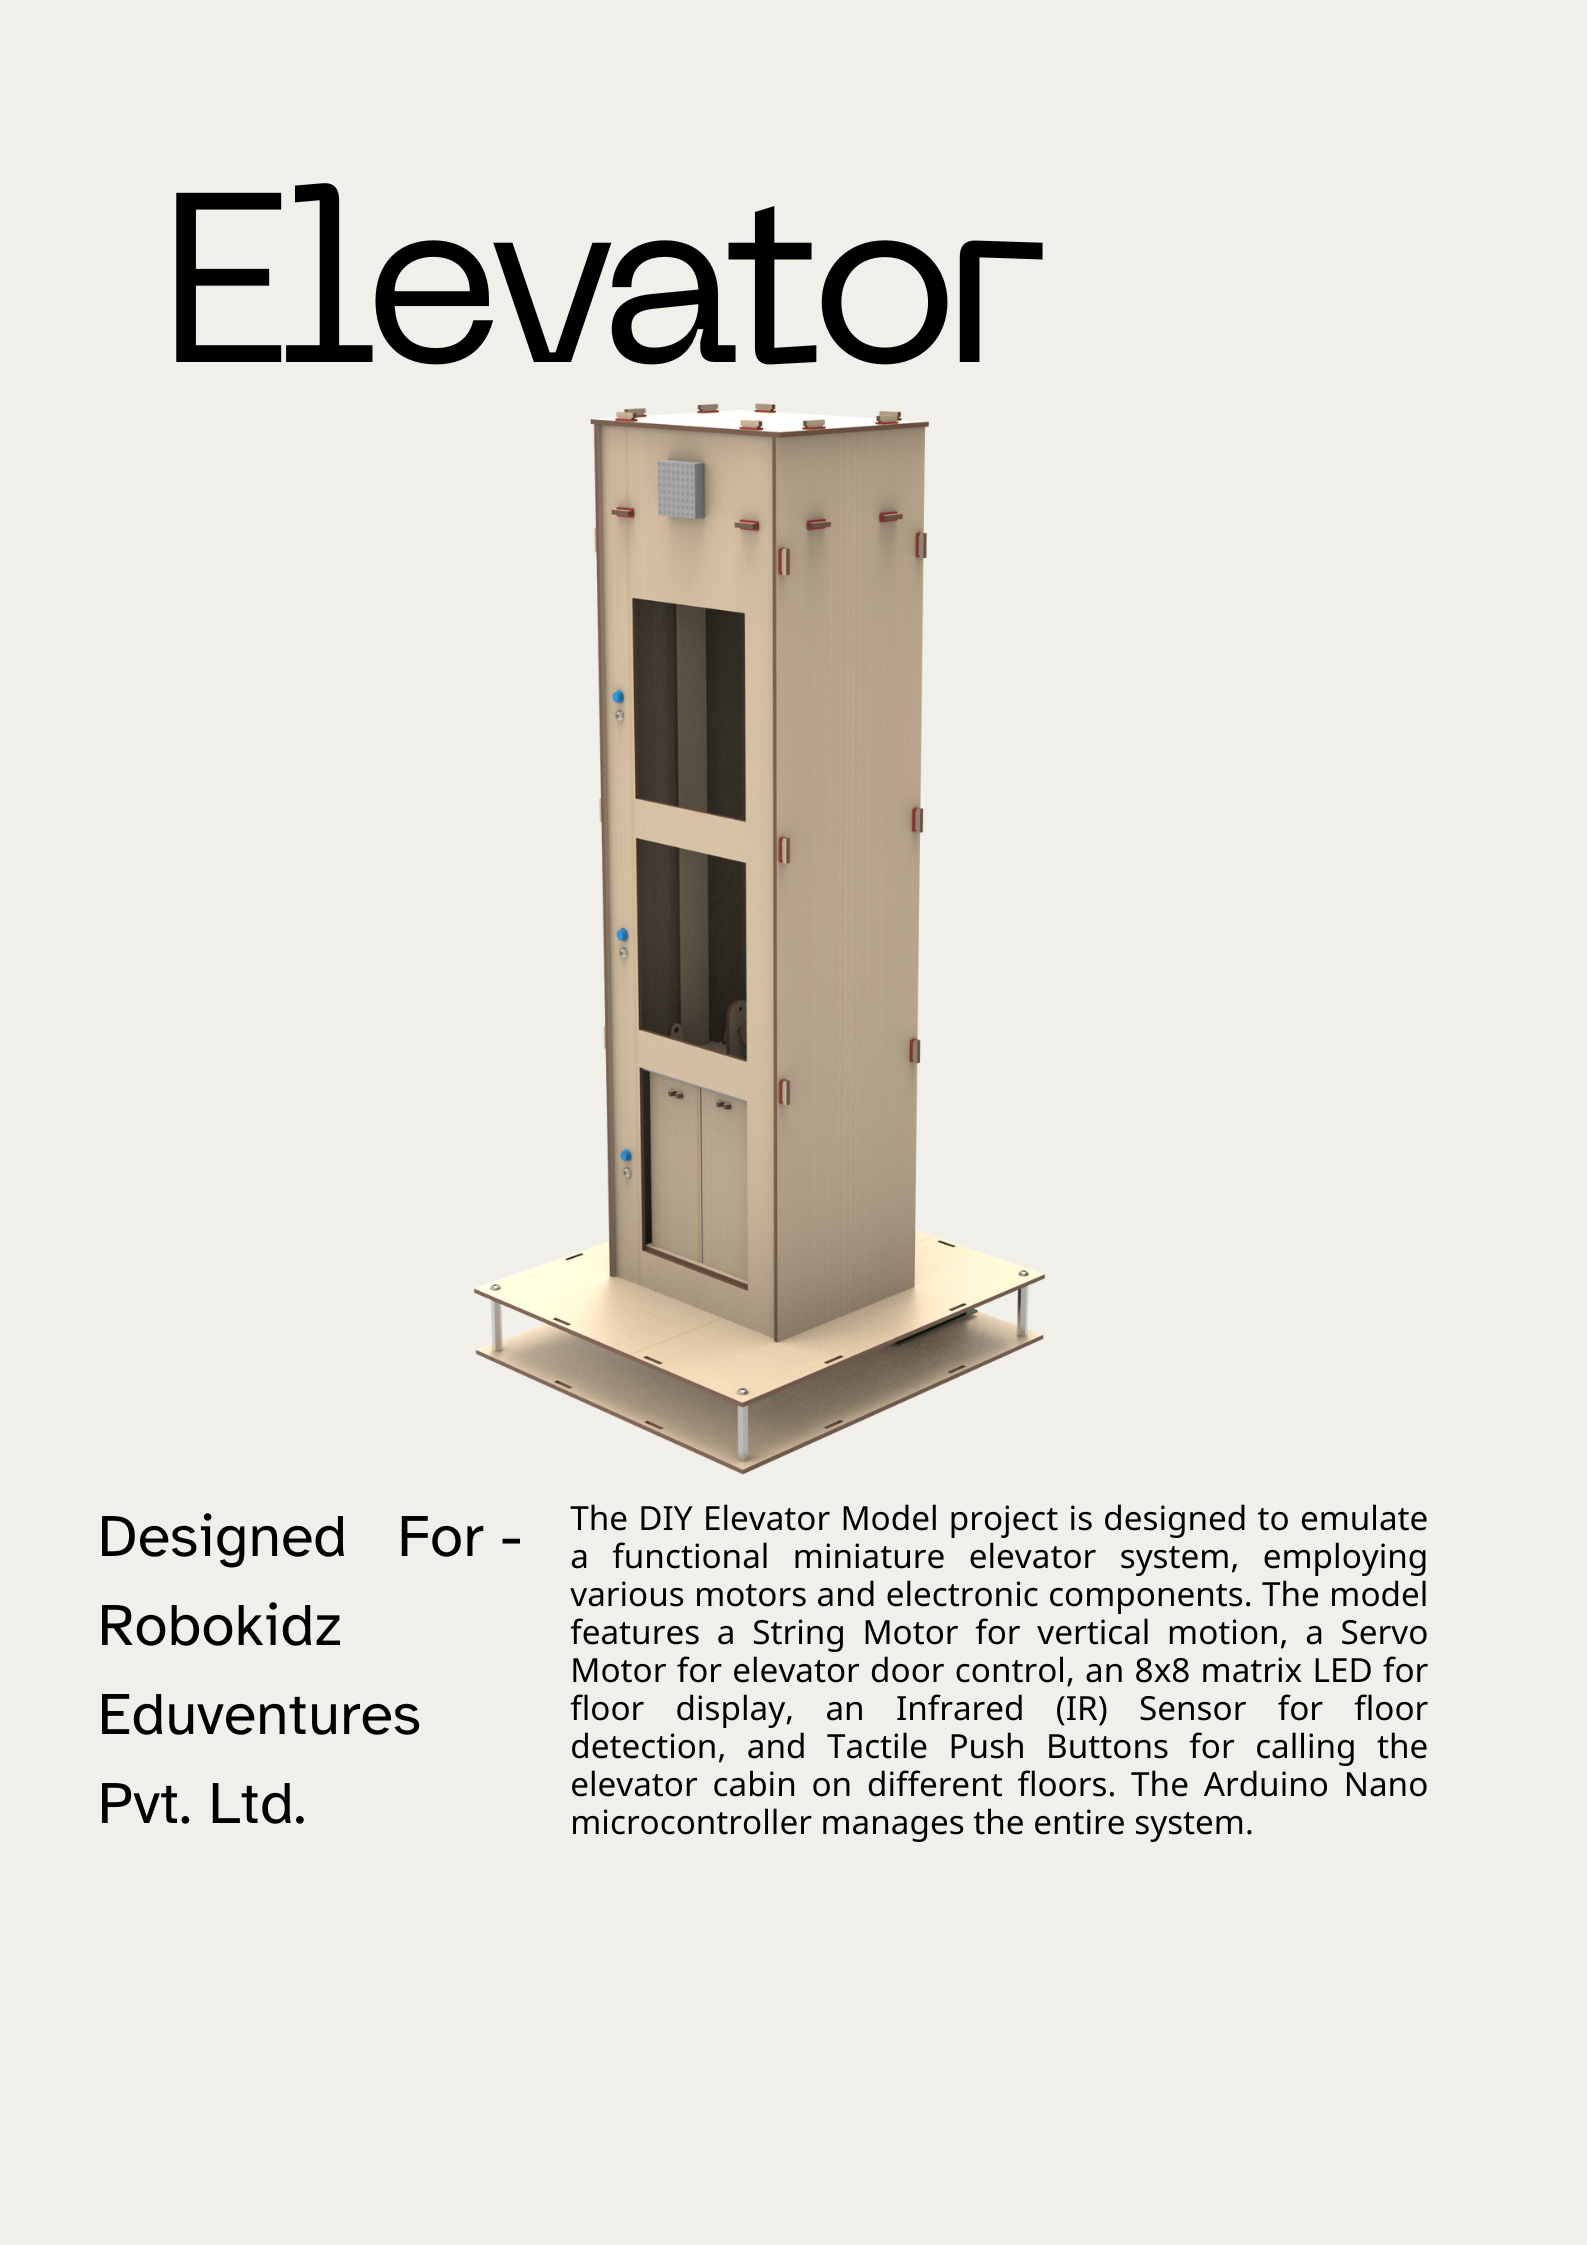 Elevator
Designed For -
Robokidz
Eduventures
Pvt. Ltd.
The DIY Elevator Model project is designed to emulate
a functional miniature elevator system, employing
various motors and electronic components. The model
features a String Motor for vertical motion, a Servo
Motor for elevator door control, an 8x8 matrix LED for
floor display, an Infrared (IR) Sensor for floor
detection, and Tactile Push Buttons for calling the
elevator cabin on different floors. The Arduino Nano
microcontroller manages the entire system.